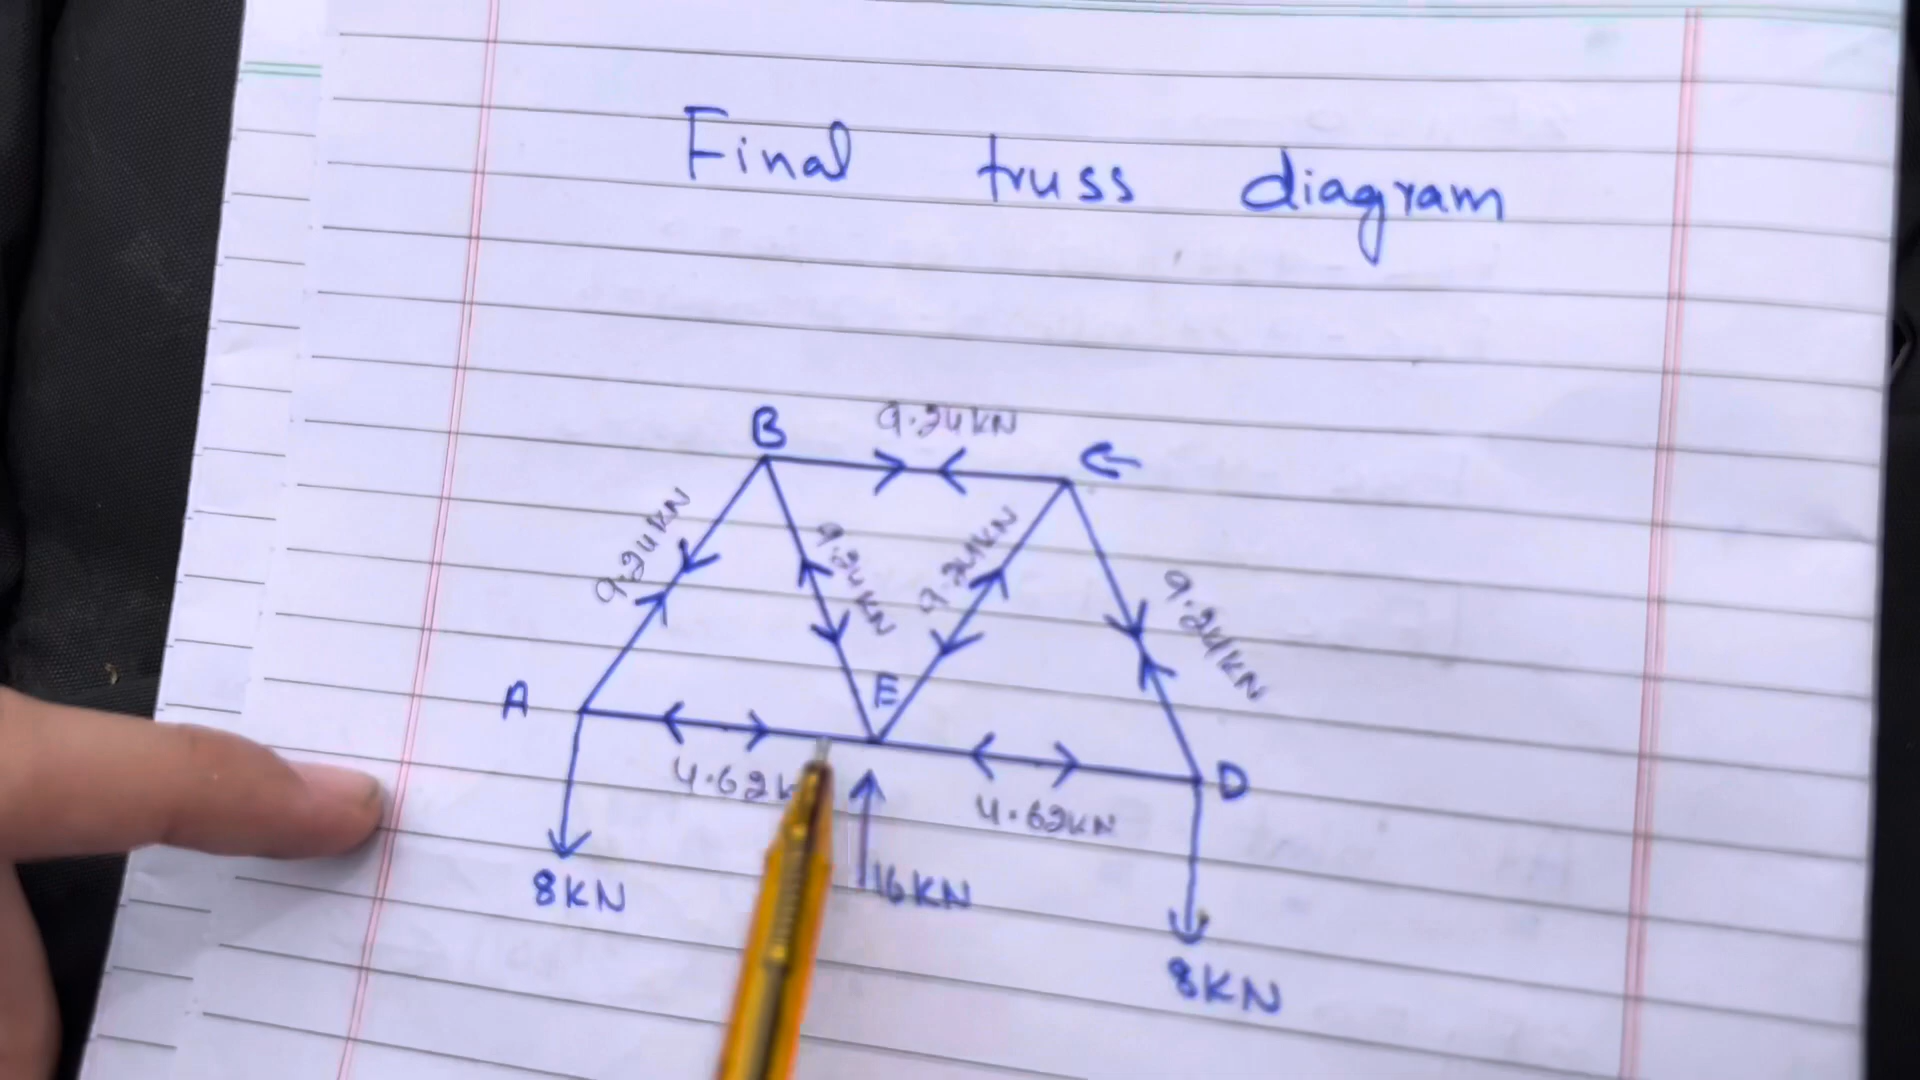 Final truss diagram
B
9.24KN
C
9.24KN
9.24KN
9.24KN
9.24KN
A
E
D
4.62K
4.62KN
8KN
16KN
8KN